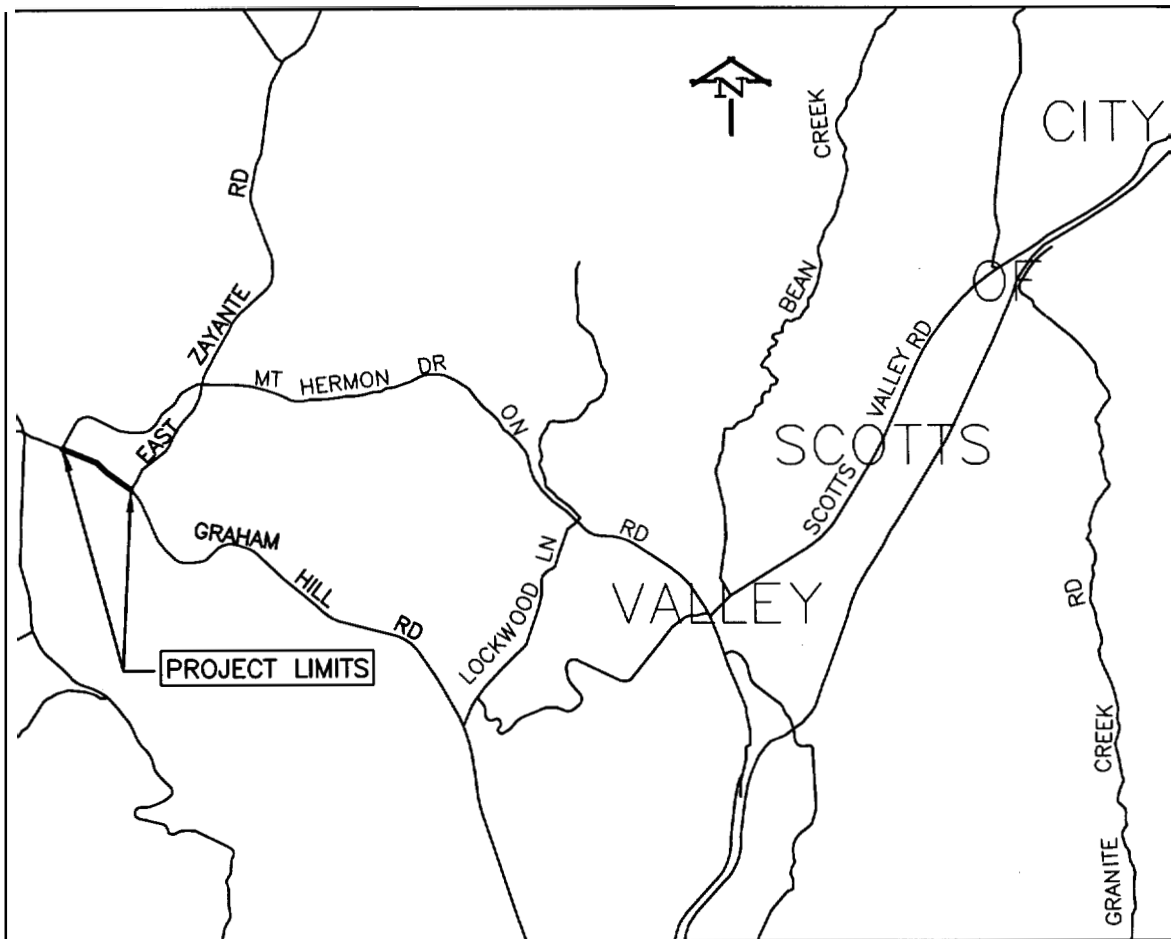 N
CREEK
CITY
RD
BEAN
OF
ZAYANTE
VALLEY RD
MT HERMON DR
ON
SCOTTS
EAST
SCOTTS
GRAHAM
RD
LN
HILL
VALLEY
RD
RD
LOCKWOOD
PROJECT LIMITS
CREEK
GRANITE